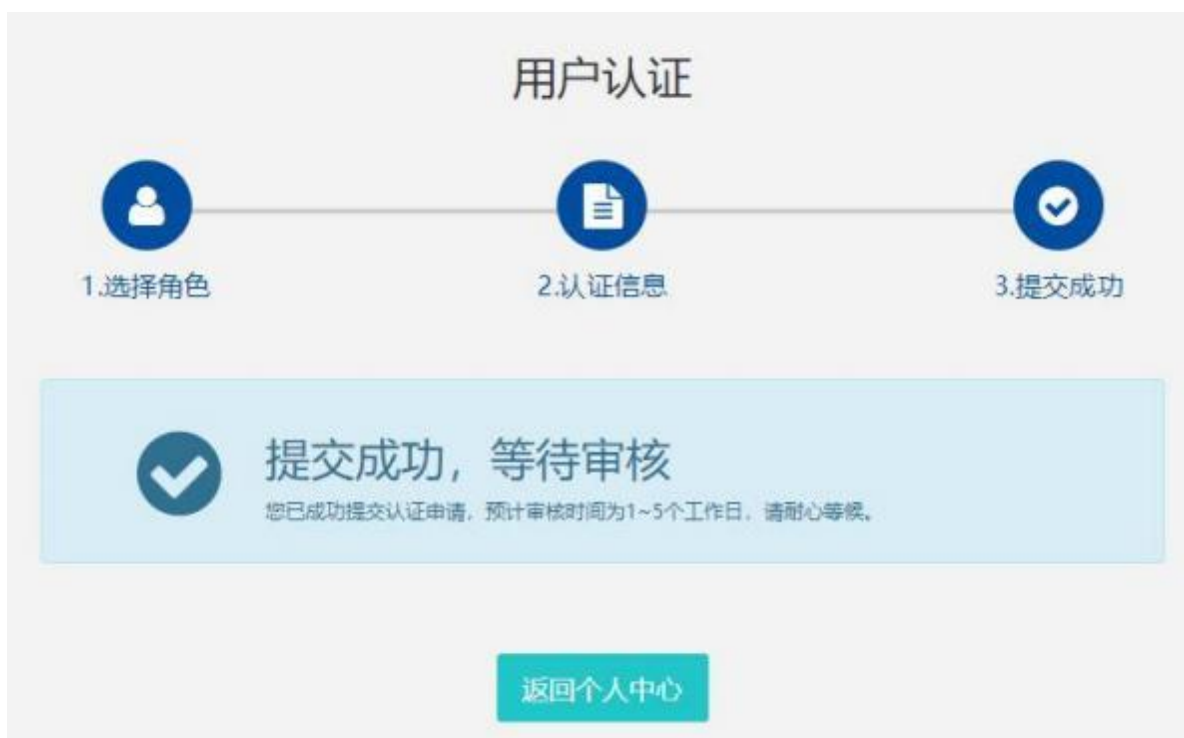 用户认证
1.选择角色
2.认证信息
3.提交成功
提交成功，等待审核
您已成功提交认证申请，预计审核时间为1~5个工作日，请耐心等候。
返回个人中心